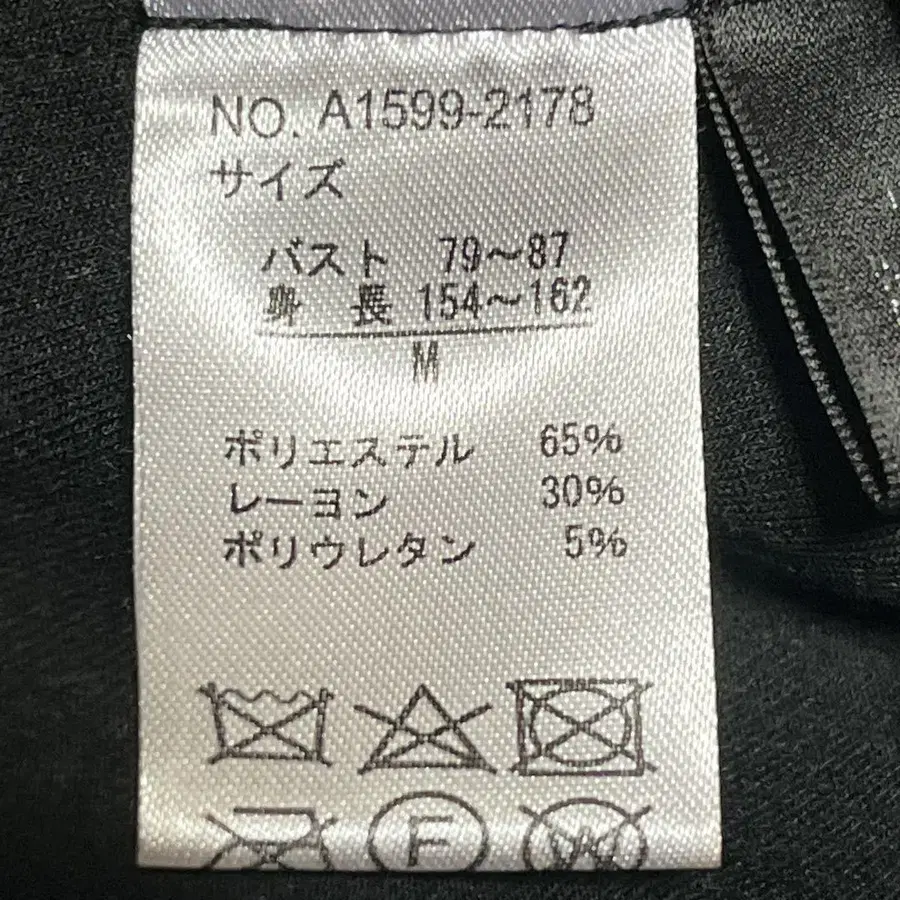 NO. A1599-2178
サイズ
バスト 79～87
身 長 154～162
M
ポリエステル 65%
レーヨン 30%
ポリウレタン 5%
F
W